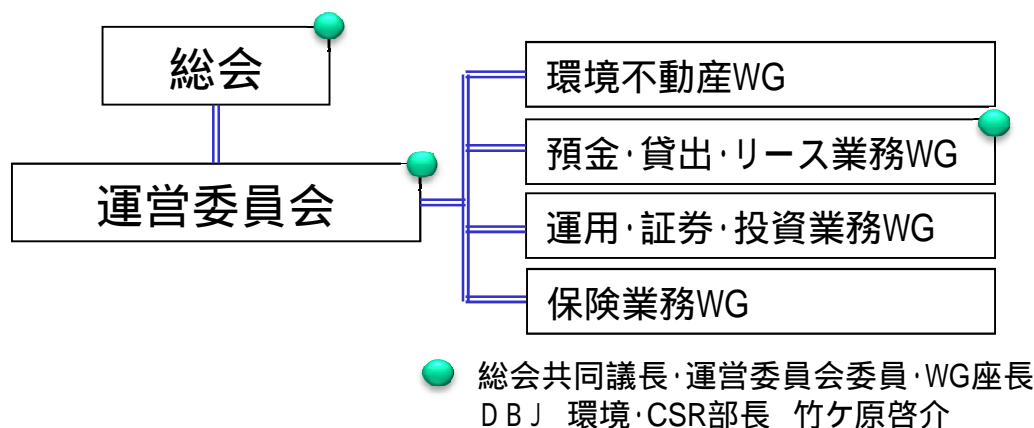 総会
運営委員会
環境不動産WG
預金･貸出･リース業務WG
運用･証券･投資業務WG
保険業務WG
総会共同議長･運営委員会委員･WG座長
ＤＢＪ　環境･CSR部長　竹ケ原啓介